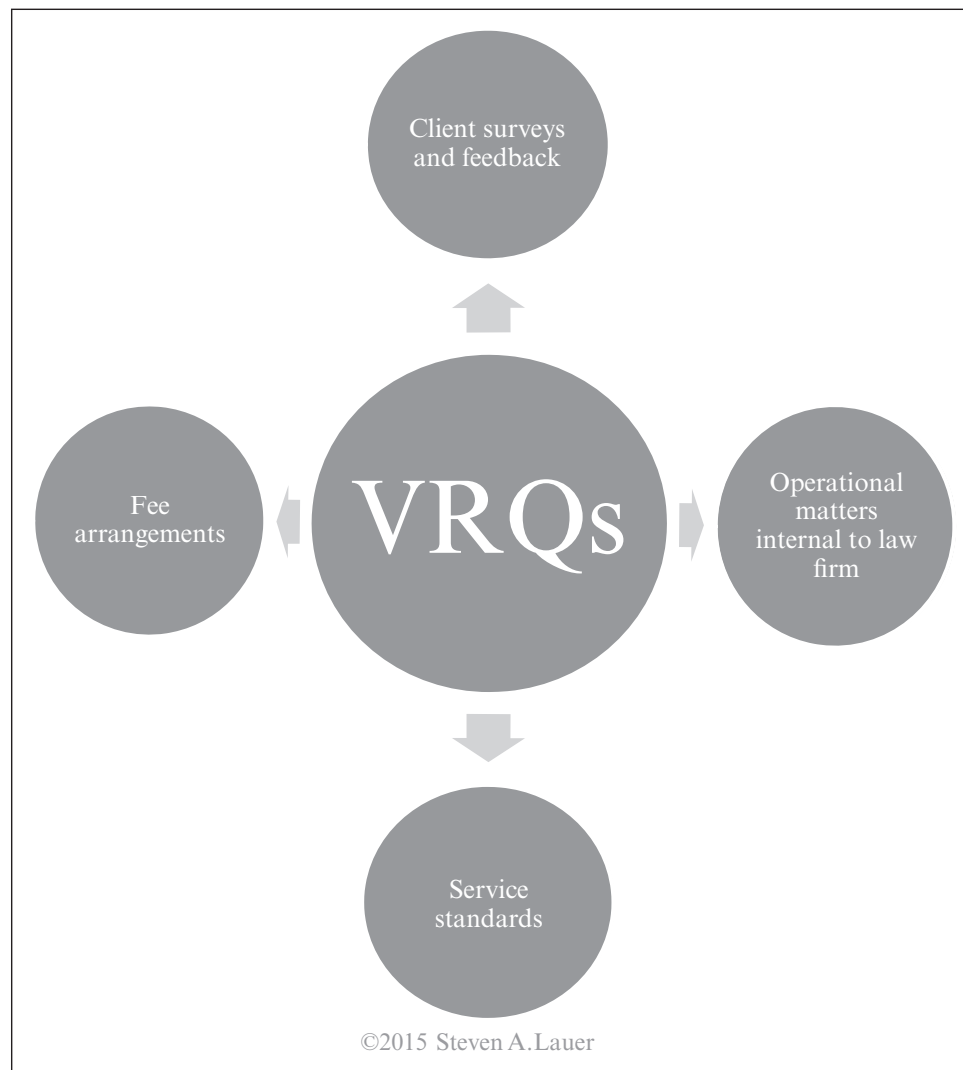 Client surveys
and feedback
Fee
arrangements
VRQs
Operational
matters
internal to law
firm
Service
standards
©2015 Steven A.Lauer